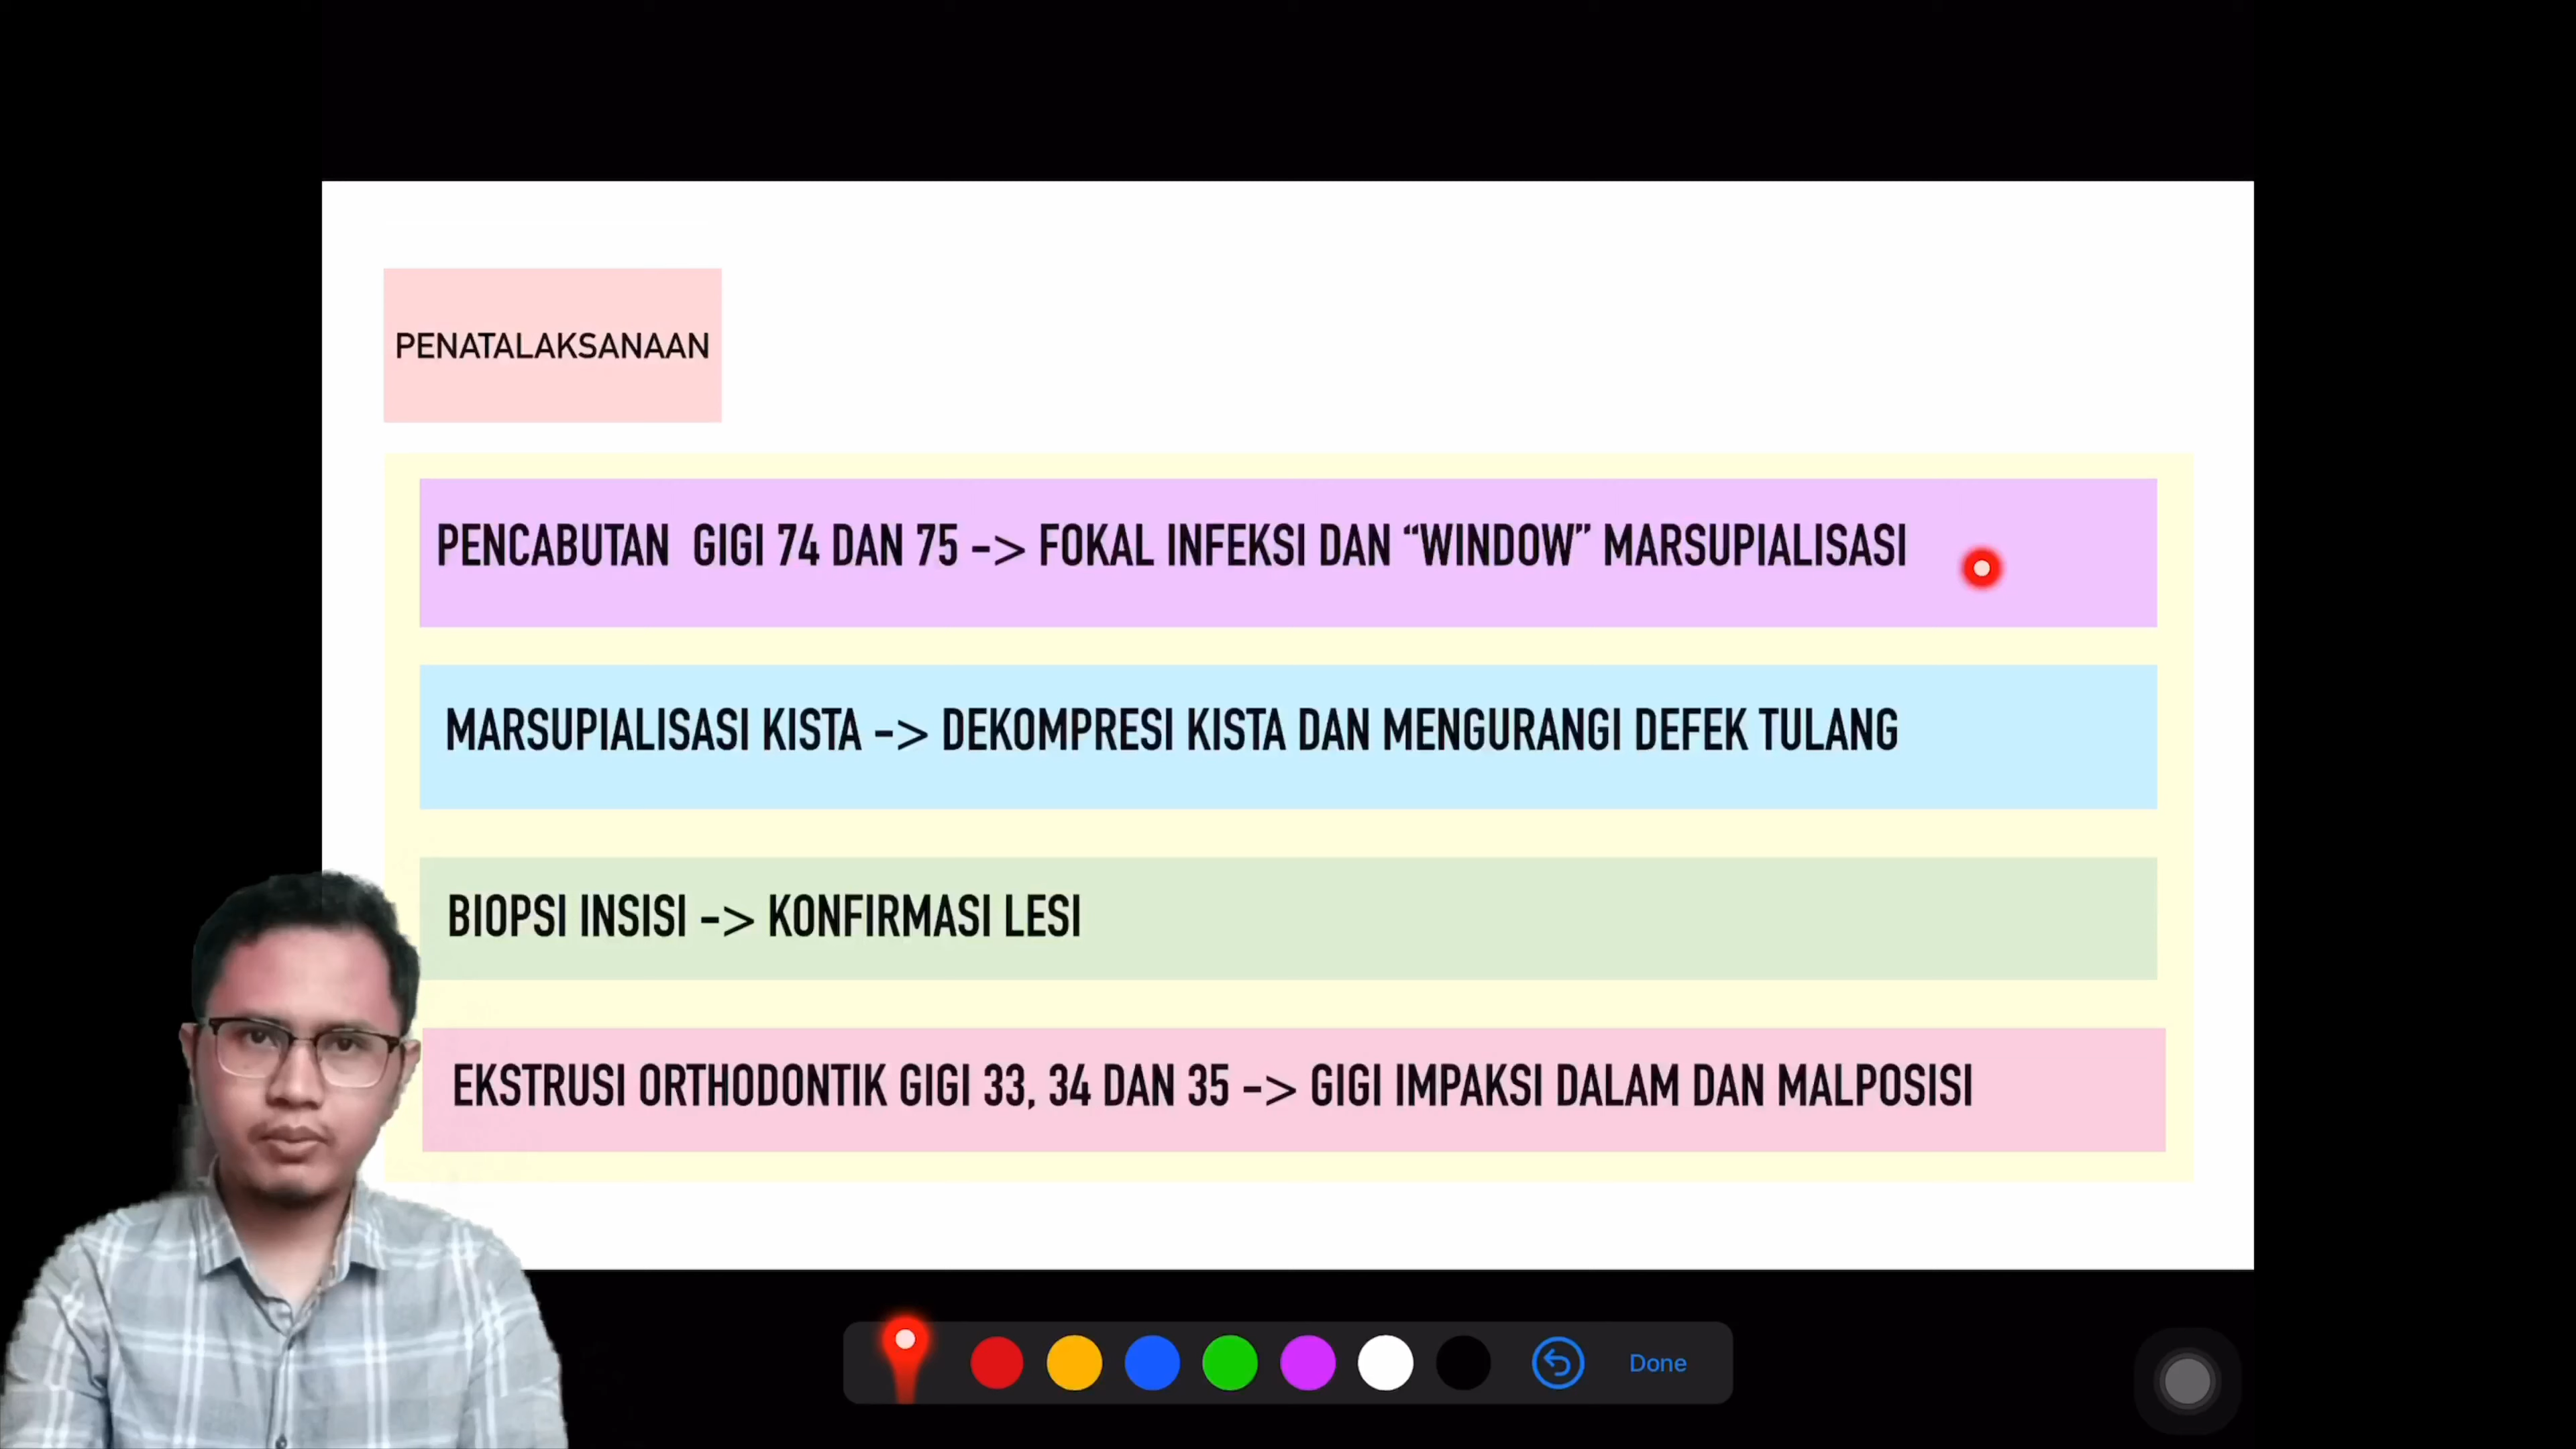 PENATALAKSANAAN
PENCABUTAN GIGI 74 DAN 75 -> FOKAL INFEKSI DAN “WINDOW” MARSUPIALISASI
MARSUPIALISASI KISTA -> DEKOMPRESI KISTA DAN MENGURANGI DEFEK TULANG
BIOPSI INSISI -> KONFIRMASI LESI
EKSTRUSI ORTHODONTIK GIGI 33, 34 DAN 35 -> GIGI IMPAKSI DALAM DAN MALPOSISI
Done